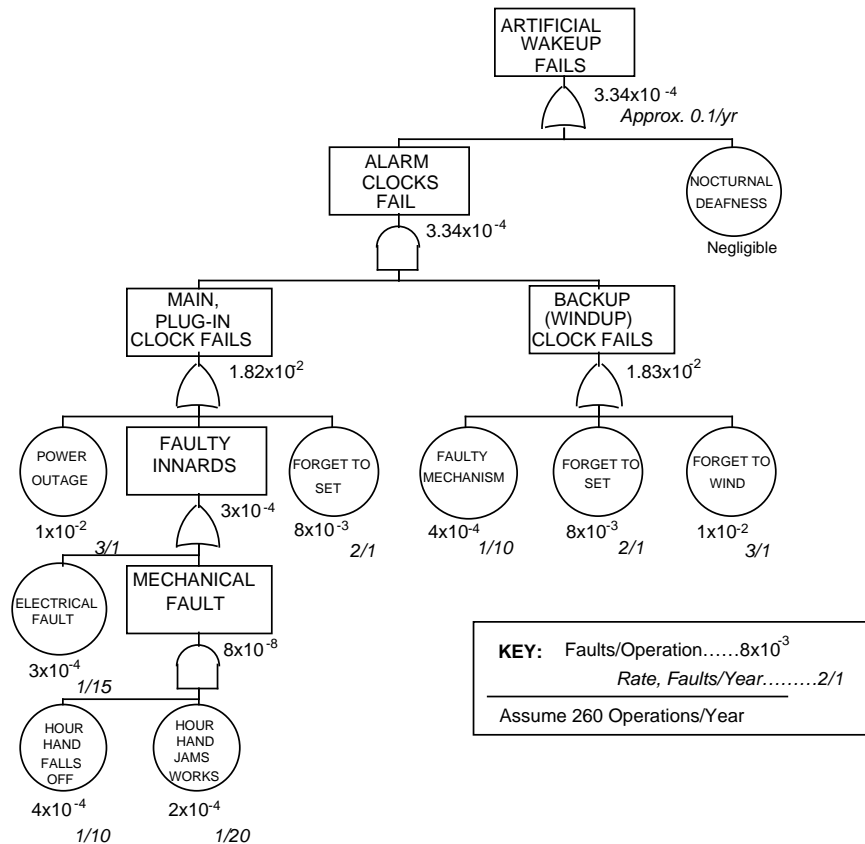 ARTIFICIAL
WAKEUP
FAILS
3.34x10⁻⁴
Approx. 0.1/yr
ALARM
CLOCKS
FAIL
3.34x10⁻⁴
NOCTURNAL
DEAFNESS
Negligible
MAIN,
PLUG-IN
CLOCK FAILS
1.82x10⁻²
BACKUP
(WINDUP)
CLOCK FAILS
1.83x10⁻²
POWER
OUTAGE
1x10⁻²
3/1
FAULTY
INNARDS
3x10⁻⁴
FORGET TO
SET
8x10⁻³
2/1
FAULTY
MECHANISM
4x10⁻⁴
1/10
FORGET TO
SET
8x10⁻³
2/1
FORGET TO
WIND
1x10⁻²
3/1
ELECTRICAL
FAULT
3x10⁻⁴
1/15
MECHANICAL
FAULT
8x10⁻⁸
HOUR
HAND
FALLS
OFF
4x10⁻⁴
1/10
HOUR
HAND
JAMS
WORKS
2x10⁻⁴
1/20
KEY: Faults/Operation......8x10⁻³
Rate, Faults/Year.........2/1
Assume 260 Operations/Year